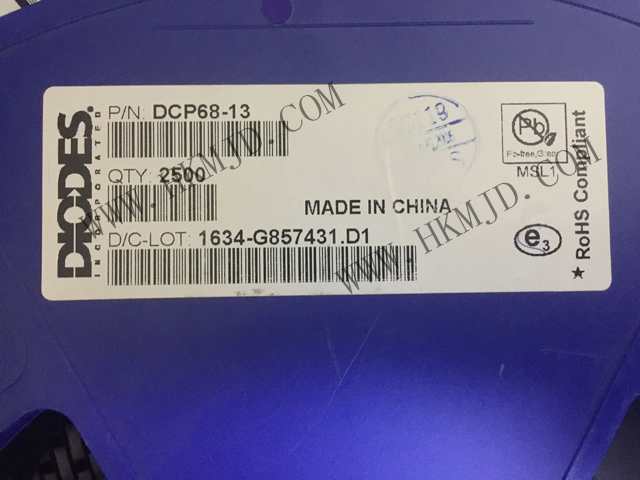 DIODES
INCORPORATED
P/N: DCP68-13
QTY: 2500
MADE IN CHINA
D/C-LOT: 1634-G857431.D1
Pb
Pb-free,Green
MSL1
e3
★ RoHS Compliant
WWW.HKMJD.COM
WWW.HKMJD.COM